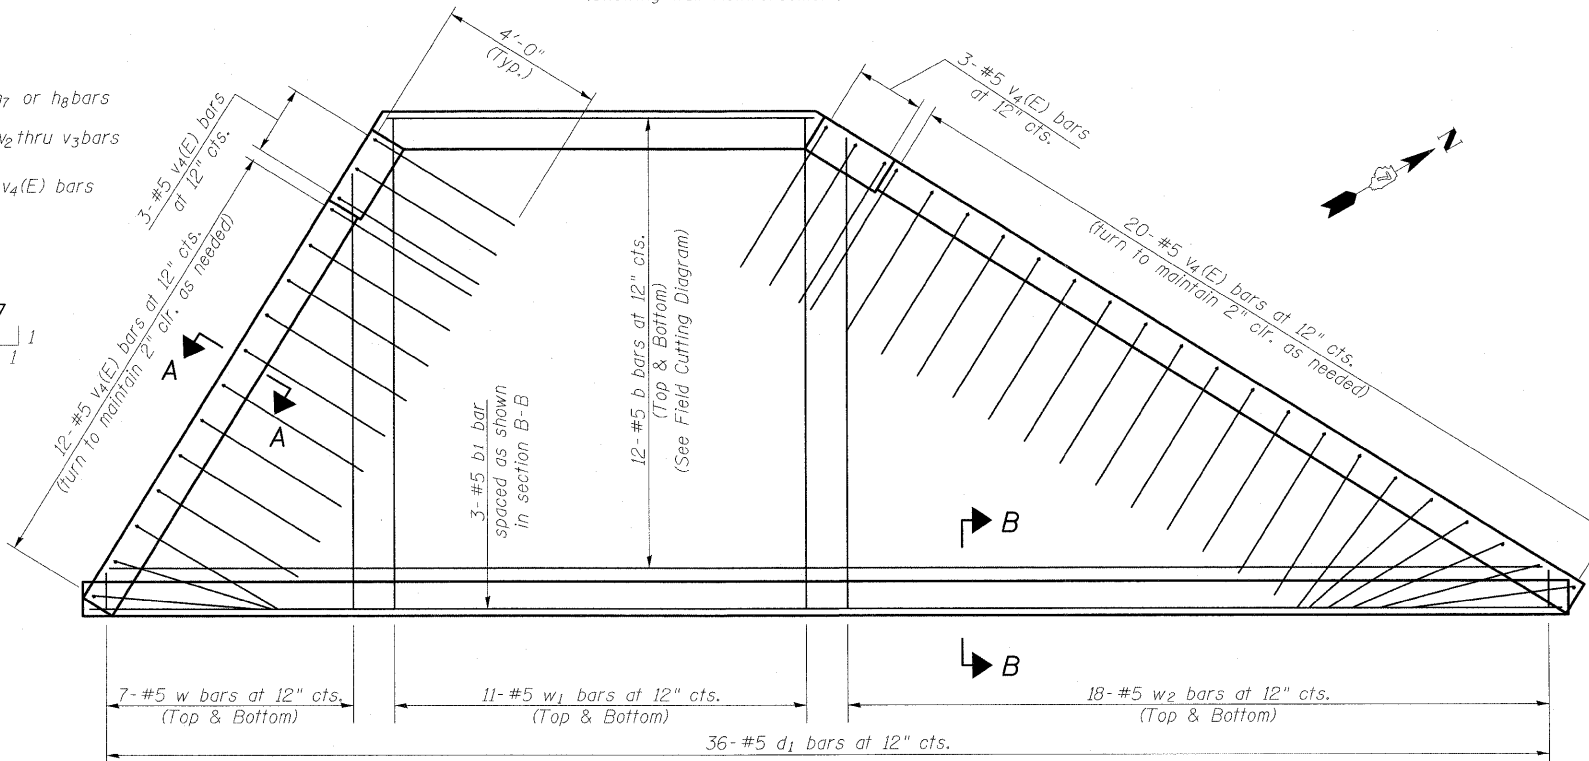 4'-0"
(Typ.)
3-#5 v4(E) bars
at 12" cts.
h8 bars
thru v3 bars
v4(E) bars
3-#5 v4(E) bars
at 12" cts.
N
7
12-#5 v4(E) bars at 12" cts.
(turn to maintain 2" clr. as needed)
20-#5 v4(E) bars at 12" cts.
(turn to maintain 2" clr. as needed)
1
1
A
A
12-#5 b bars at 12" cts.
(Top & Bottom)
(See Field Cutting Diagram)
3-#5 b1 bar
spaced as shown
in section B-B
B
B
7-#5 w bars at 12" cts.
(Top & Bottom)
11-#5 w1 bars at 12" cts.
(Top & Bottom)
18-#5 w2 bars at 12" cts.
(Top & Bottom)
36-#5 d1 bars at 12" cts.